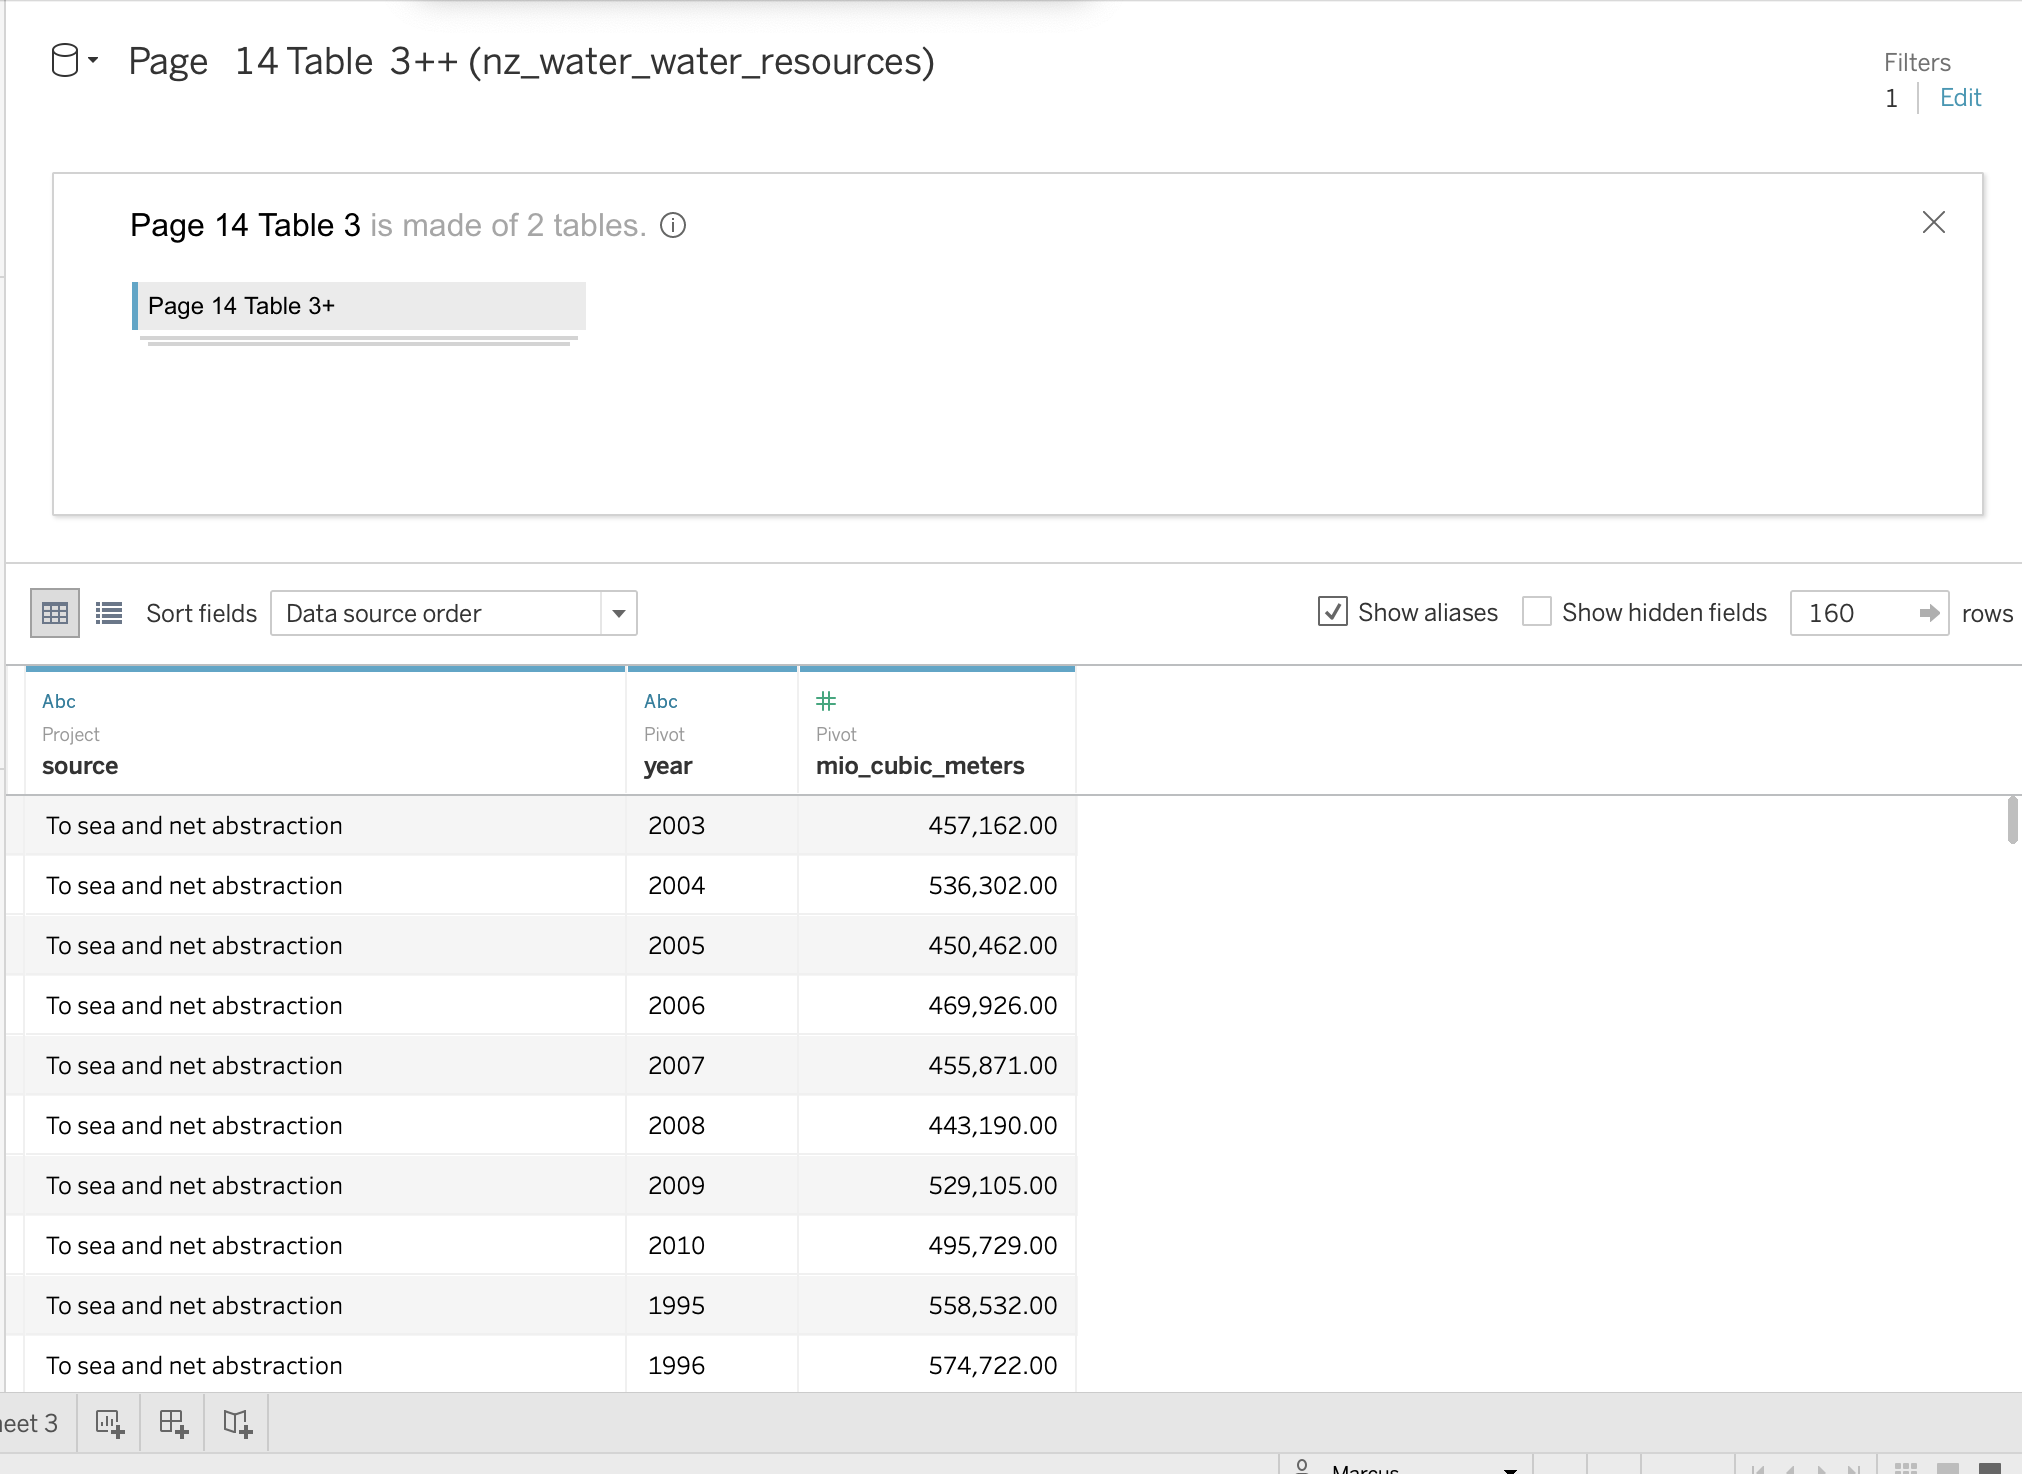 Page 14 Table 3++ (nz_water_water_resources)
Filters
1 Edit
Page 14 Table 3 is made of 2 tables.
Page 14 Table 3+
Sort fields Data source order Show aliases Show hidden fields 160 rows
Abc Abc #
Project Pivot Pivot
source year mio_cubic_meters
To sea and net abstraction 2003 457,162.00
To sea and net abstraction 2004 536,302.00
To sea and net abstraction 2005 450,462.00
To sea and net abstraction 2006 469,926.00
To sea and net abstraction 2007 455,871.00
To sea and net abstraction 2008 443,190.00
To sea and net abstraction 2009 529,105.00
To sea and net abstraction 2010 495,729.00
To sea and net abstraction 1995 558,532.00
To sea and net abstraction 1996 574,722.00
eet 3
Marcus